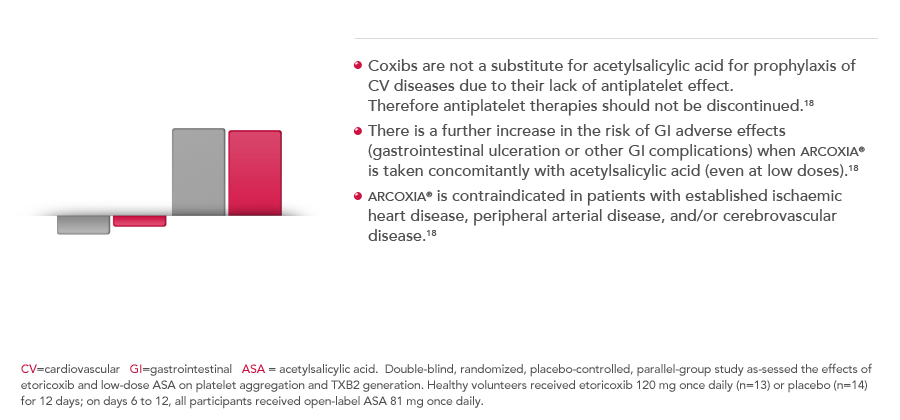 Coxibs are not a substitute for acetylsalicylic acid for prophylaxis of
CV diseases due to their lack of antiplatelet effect.
Therefore antiplatelet therapies should not be discontinued.¹⁸
There is a further increase in the risk of GI adverse effects
(gastrointestinal ulceration or other GI complications) when ARCOXIA®
is taken concomitantly with acetylsalicylic acid (even at low doses).¹⁸
ARCOXIA® is contraindicated in patients with established ischaemic
heart disease, peripheral arterial disease, and/or cerebrovascular
disease.¹⁸
CV=cardiovascular GI=gastrointestinal ASA = acetylsalicylic acid. Double-blind, randomized, placebo-controlled, parallel-group study as-sessed the effects of
etoricoxib and low-dose ASA on platelet aggregation and TXB2 generation. Healthy volunteers received etoricoxib 120 mg once daily (n=13) or placebo (n=14)
for 12 days; on days 6 to 12, all participants received open-label ASA 81 mg once daily.